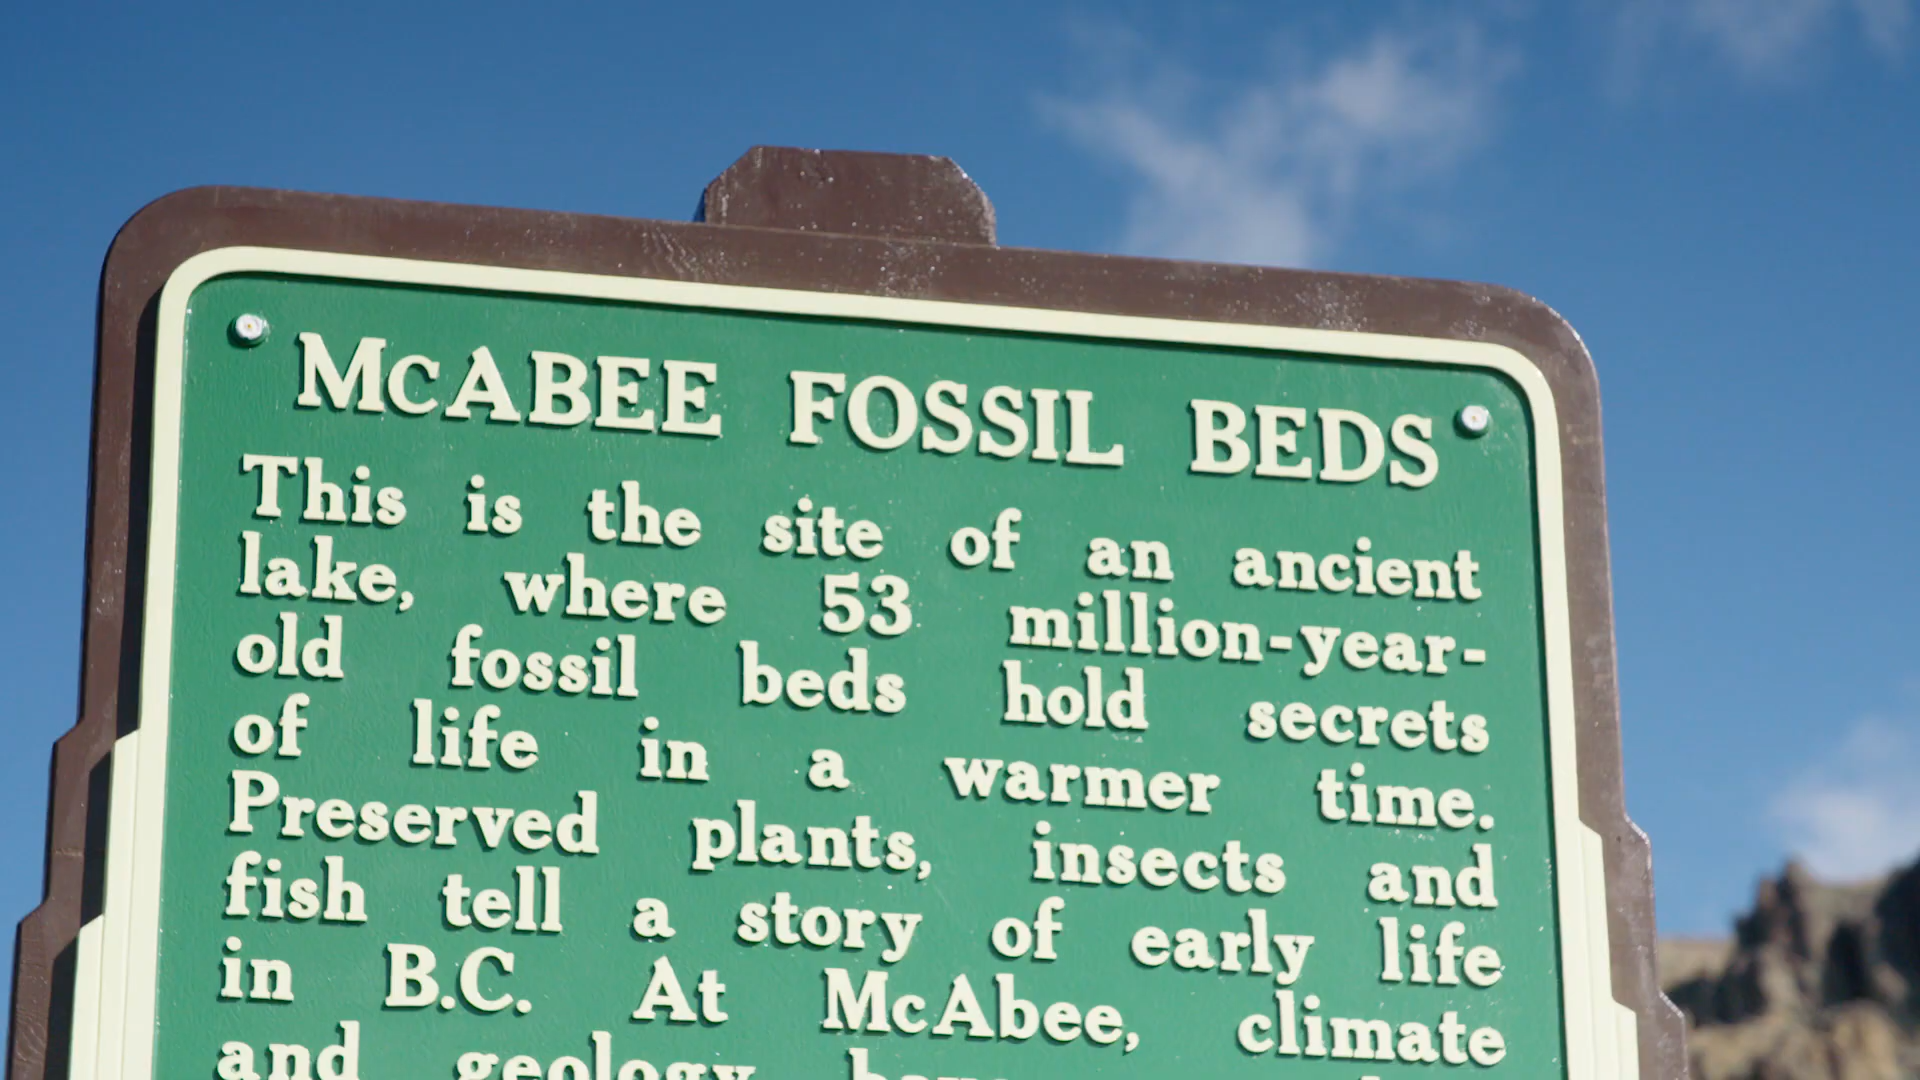 McABEE FOSSIL BEDS
This is the site of an ancient
lake, where 53 million-year-
old fossil beds hold secrets
of life in a warmer time.
Preserved plants, insects and
fish tell a story of early life
in B.C. At McAbee, climate
and geology